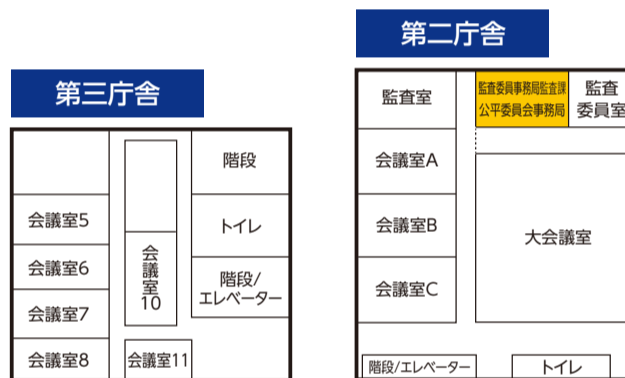 第三庁舎
階段
会議室5
トイレ
会議室6
会議室10
階段/
エレベーター
会議室7
会議室8
会議室11
第二庁舎
監査室
監査委員事務局監査課
公平委員会事務局
監査
委員室
会議室A
会議室B
大会議室
会議室C
階段/エレベーター
トイレ